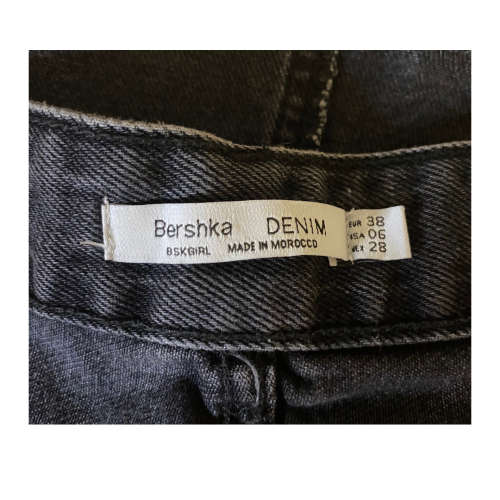 Bershka DENIM
BSKGIRL MADE IN MOROCCO
EUR 38
USA 06
MEX 28